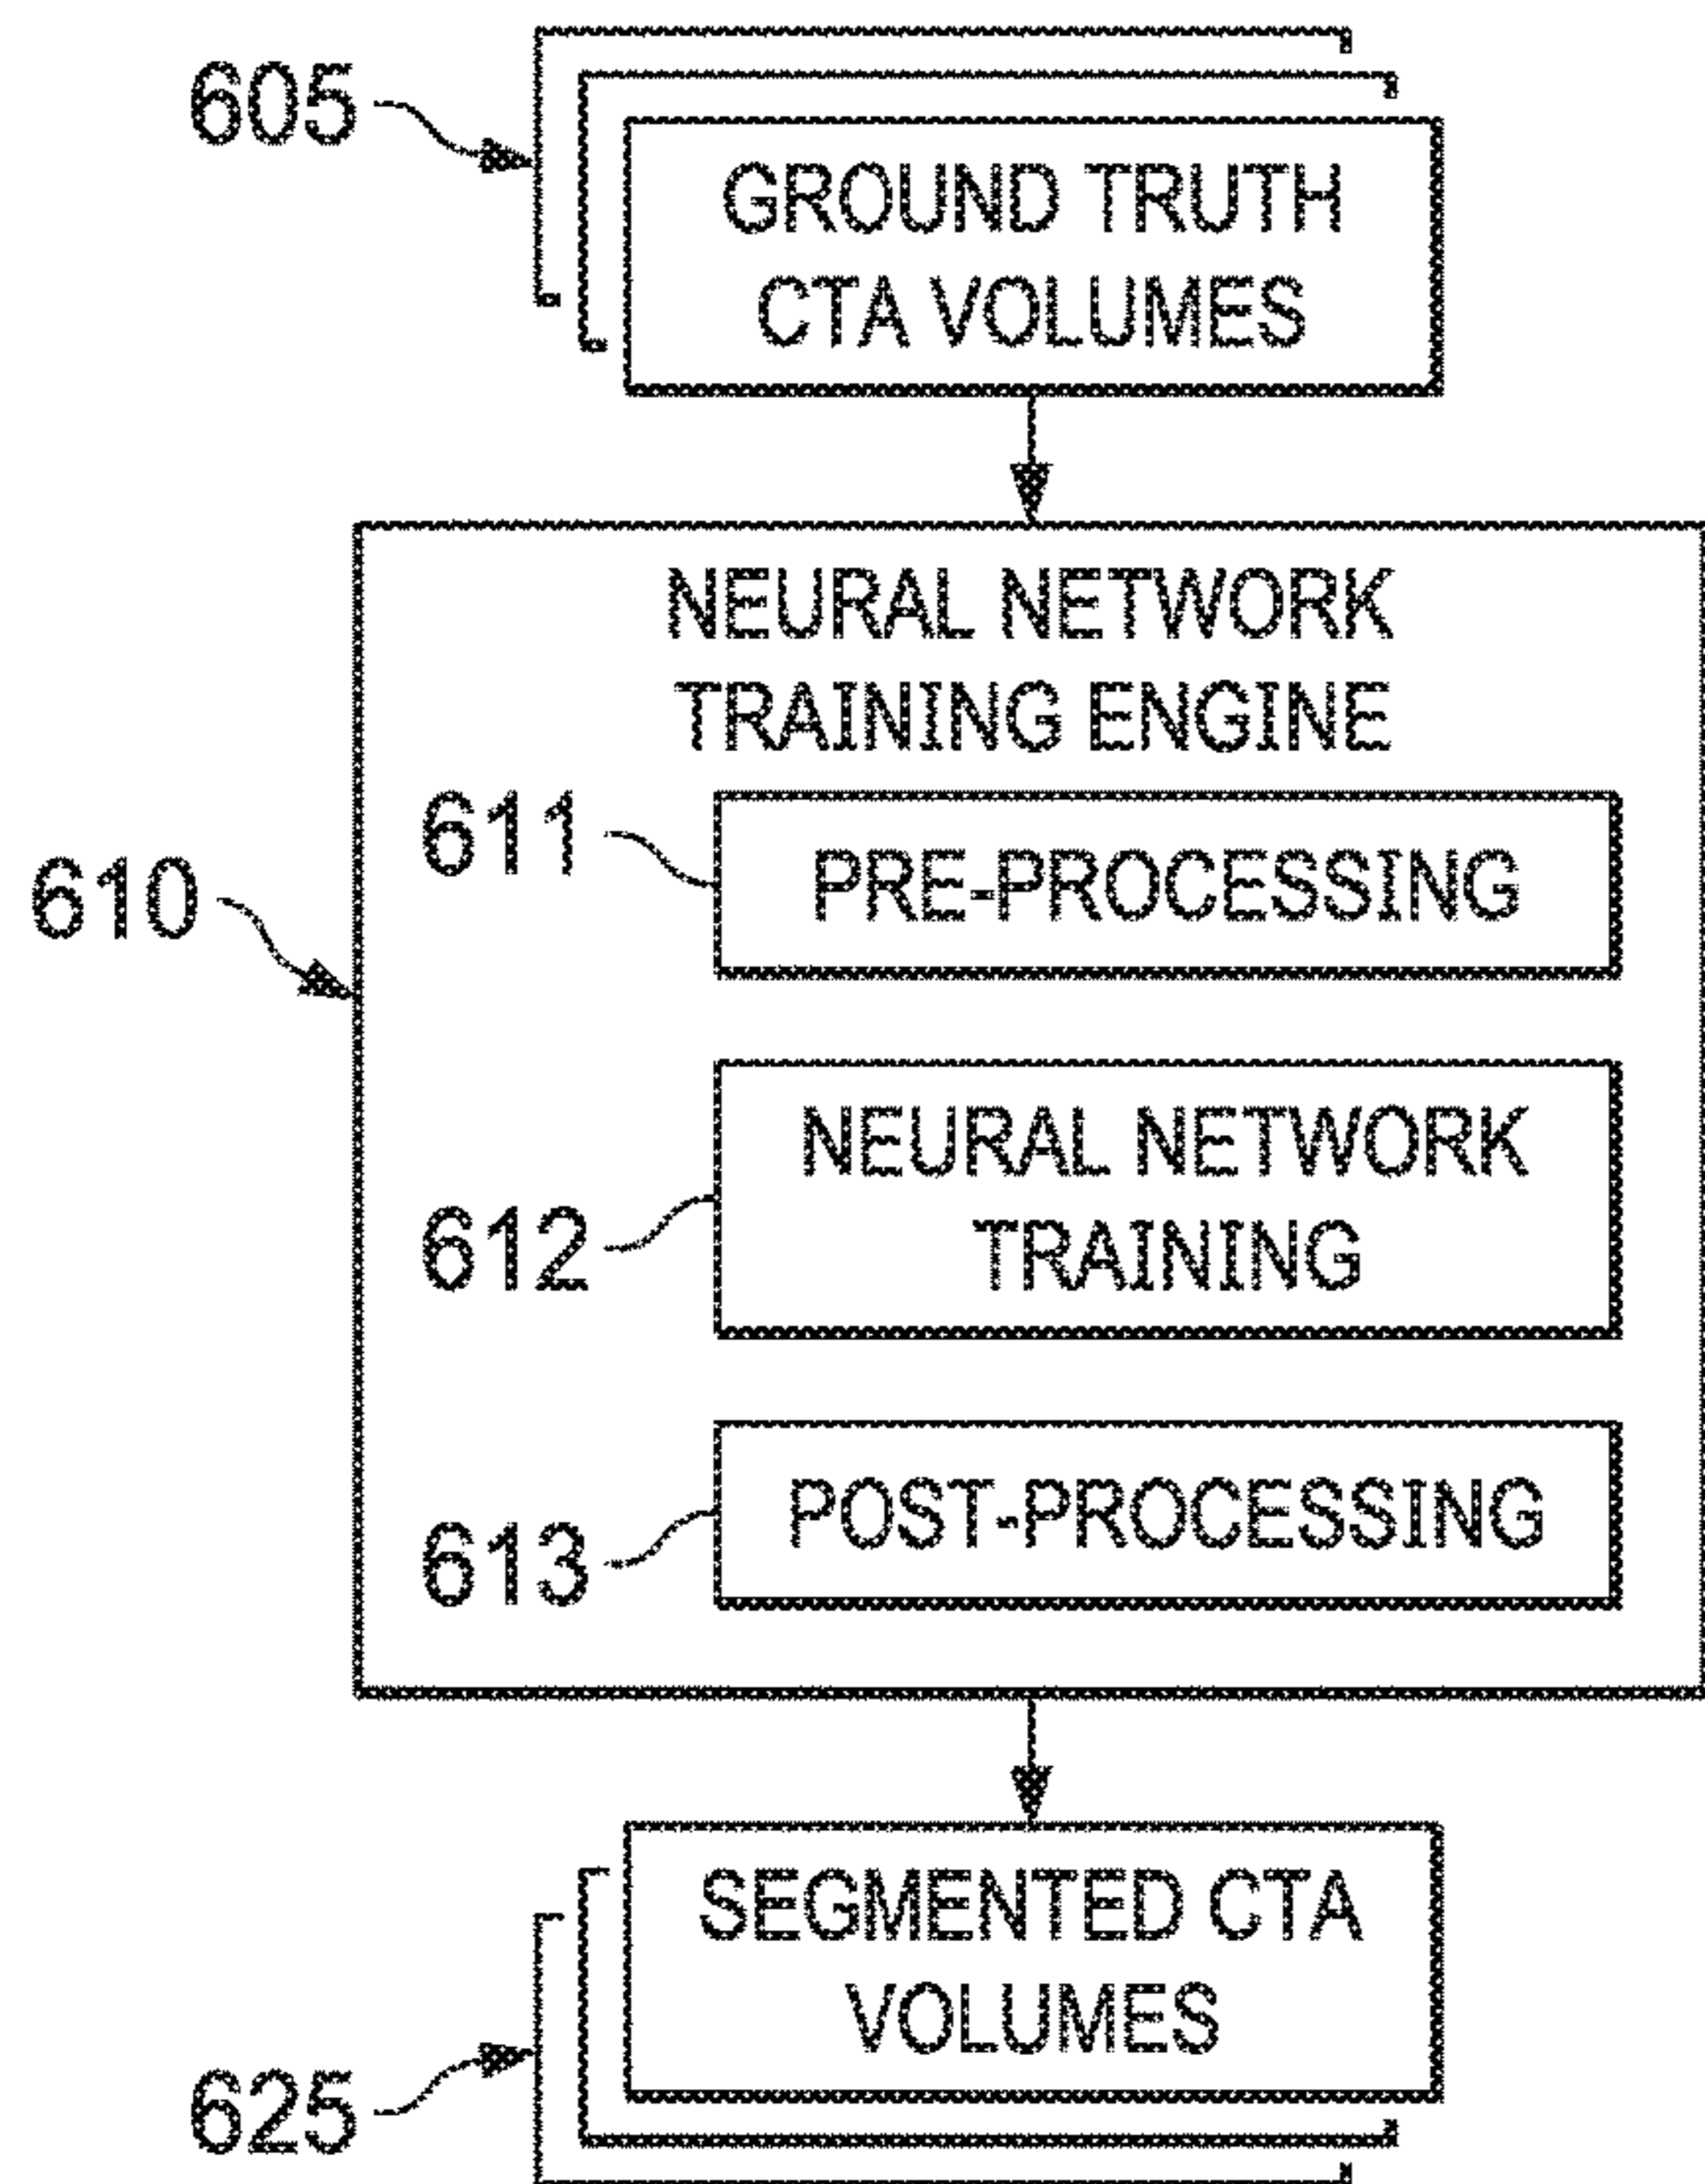 605
GROUND TRUTH
CTA VOLUMES
NEURAL NETWORK
TRAINING ENGINE
611
PRE-PROCESSING
610
NEURAL NETWORK
TRAINING
612
POST-PROCESSING
613
SEGMENTED CTA
VOLUMES
625